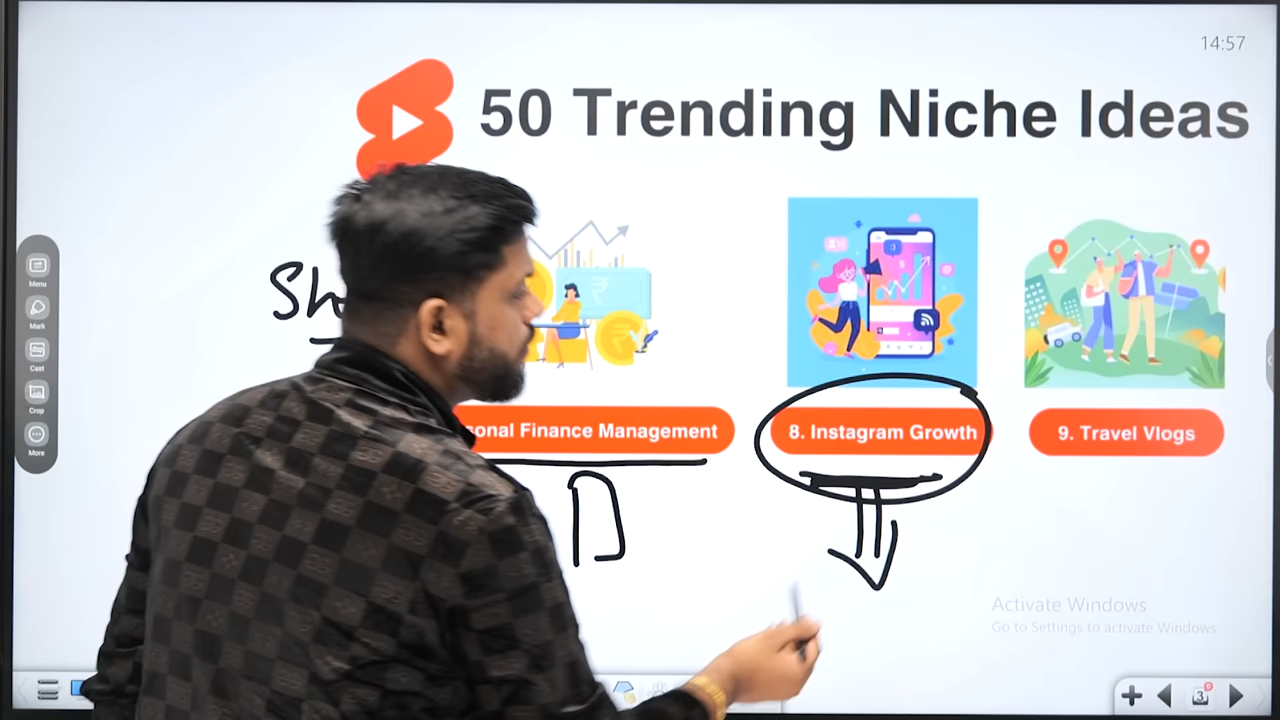 14:57
50 Trending Niche Ideas
Menu
Mark
Cast
Crop
More
Finance Management
8. Instagram Growth
9. Travel Vlogs
Activate Windows
Go to Settings to activate Windows.
3